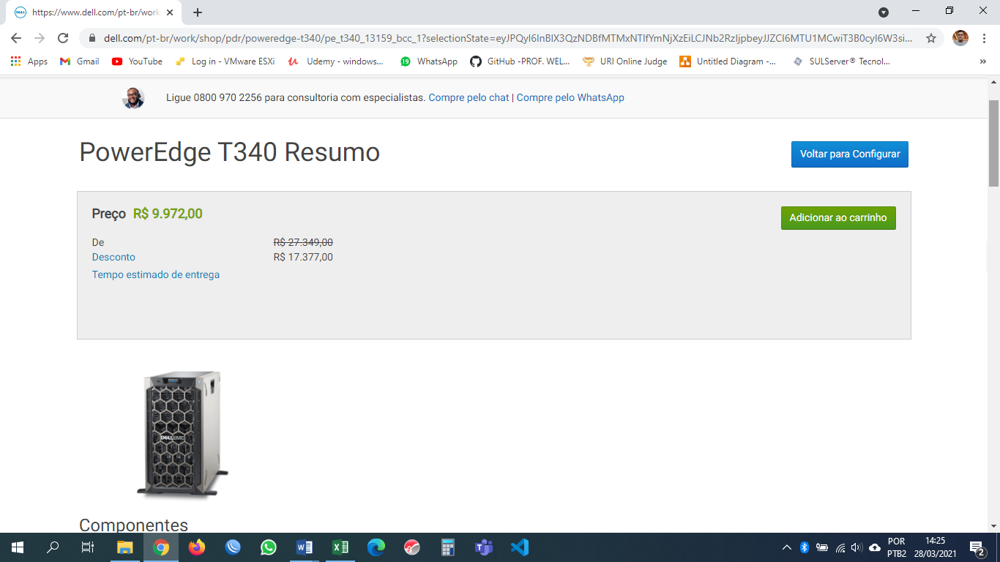 https://www.dell.com/pt-br/work
dell.com/pt-br/work/shop/pdr/poweredge-t340/pe_t340_13159_bcc_1?selectionState=eyJPQyI6InBlX3QzNDBfMTMxNTlfYmNjXzEiLCJNb2RzIjpbeyJJZCI6MTU1MCwiT3B0cyI6W3si...
Apps Gmail YouTube Log in - VMware ESXi Udemy - windows... WhatsApp GitHub -PROF. WEL... URI Online Judge Untitled Diagram -... SULServer® Tecnol... »
Ligue 0800 970 2256 para consultoria com especialistas. Compre pelo chat | Compre pelo WhatsApp
PowerEdge T340 Resumo
Voltar para Configurar
Preço R$ 9.972,00
Adicionar ao carrinho
De R$ 27.349,00
Desconto R$ 17.377,00
Tempo estimado de entrega
DELLEMC
Componentes
POR 14:25
PTB2 28/03/2021 2